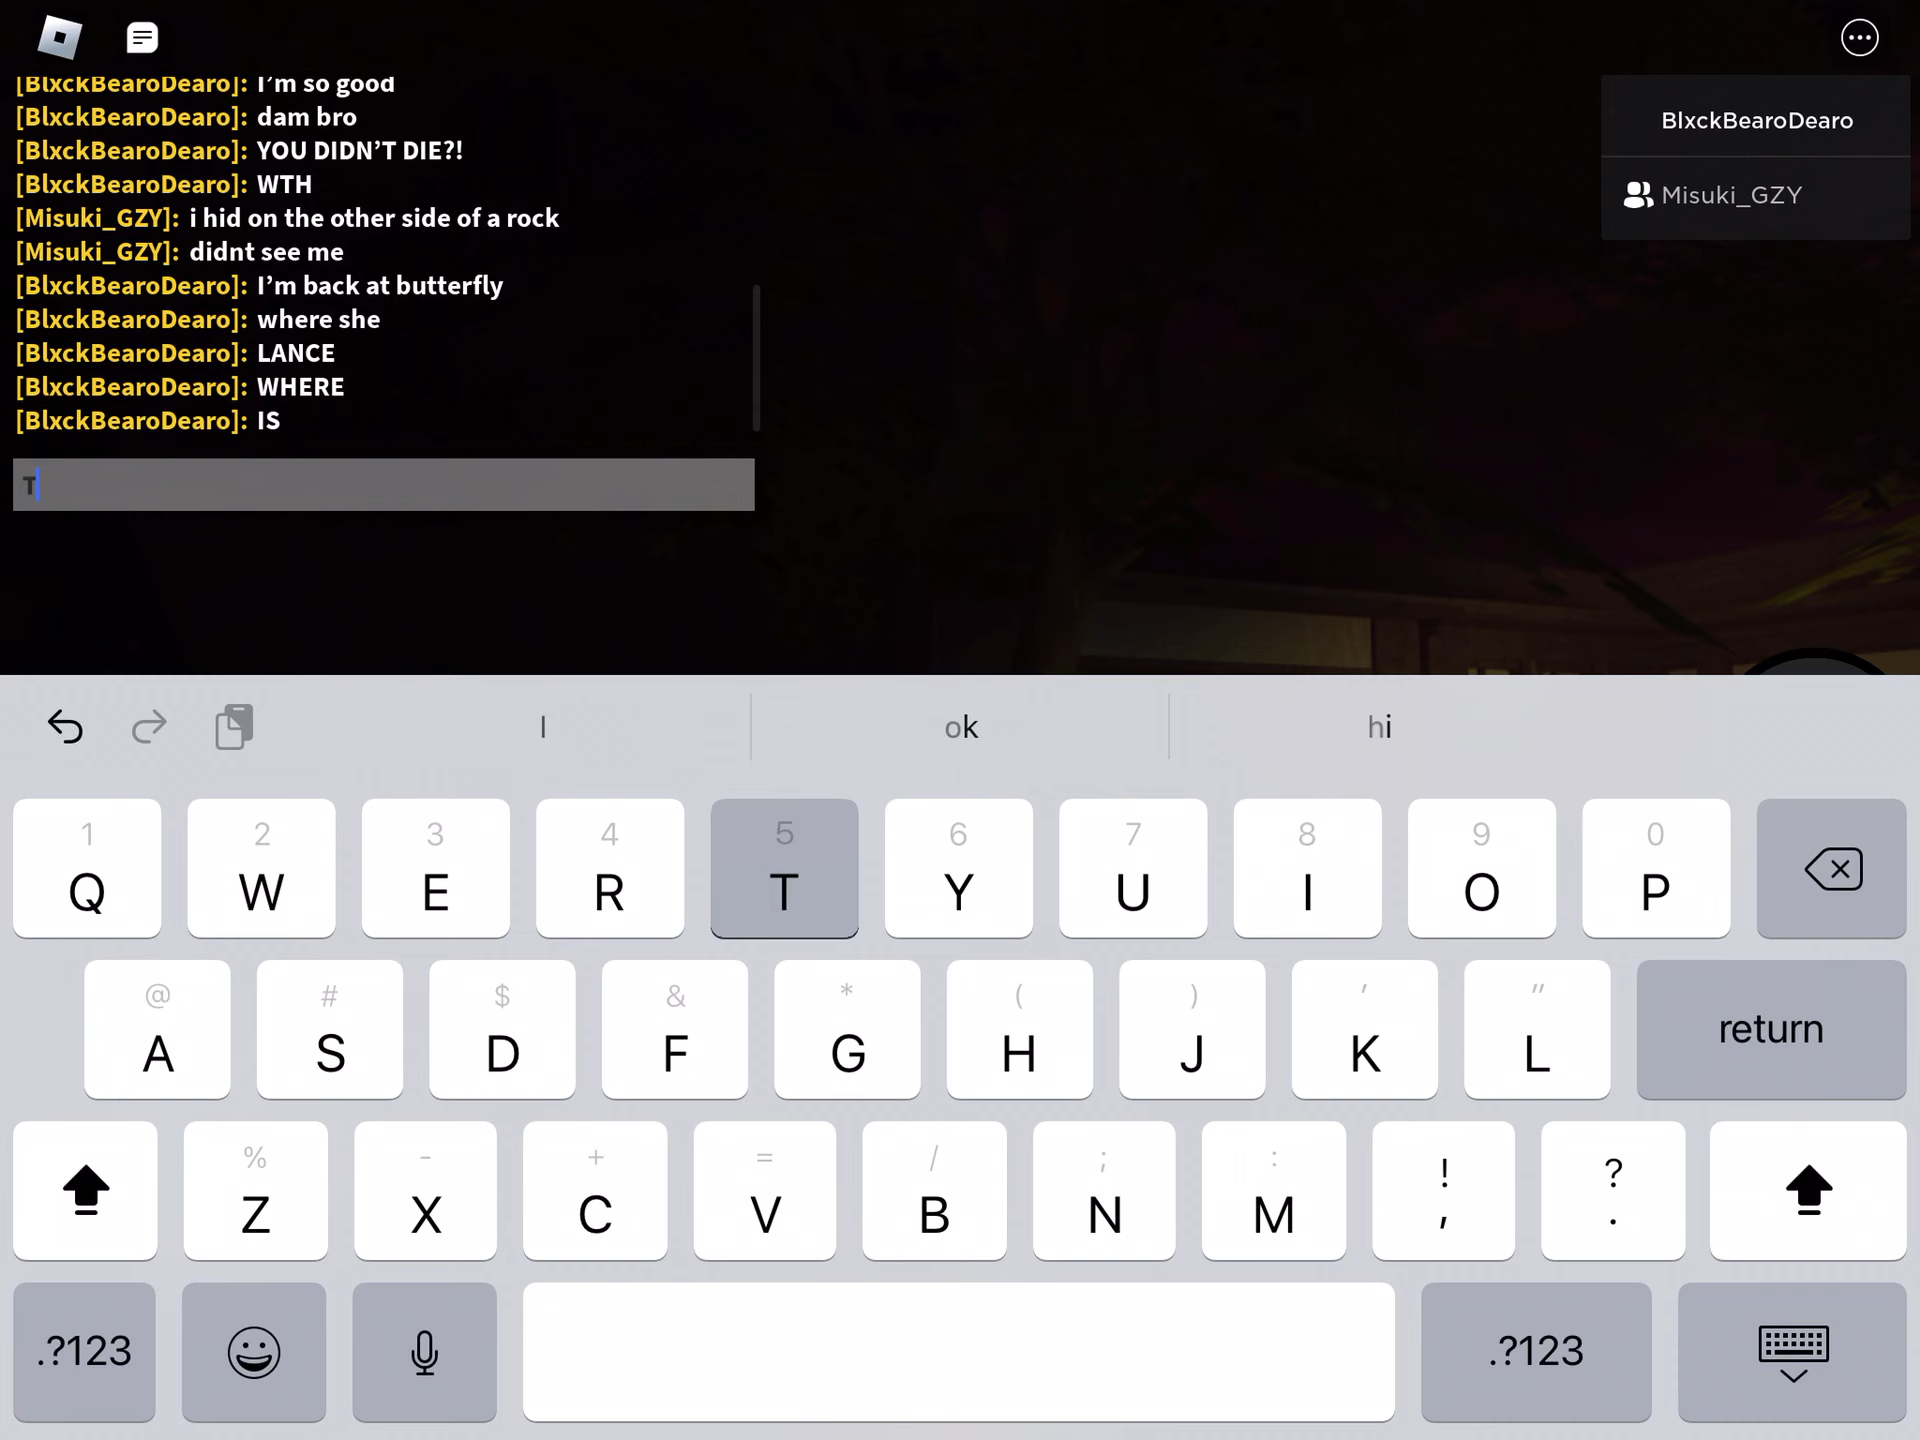 [BlxckBearoDearo]: I’m so good
[BlxckBearoDearo]: dam bro
[BlxckBearoDearo]: YOU DIDN’T DIE?!
[BlxckBearoDearo]: WTH
[Misuki_GZY]: i hid on the other side of a rock
[Misuki_GZY]: didnt see me
[BlxckBearoDearo]: I’m back at butterfly
[BlxckBearoDearo]: where she
[BlxckBearoDearo]: LANCE
[BlxckBearoDearo]: WHERE
[BlxckBearoDearo]: IS
T
BlxckBearoDearo
Misuki_GZY
I ok hi
1 2 3 4 5 6 7 8 9 0
Q W E R T Y U I O P
@ # $ & * ( ) ' "
A S D F G H J K L return
% - + = / ; : ! ?
Z X C V B N M , .
.?123 .?123